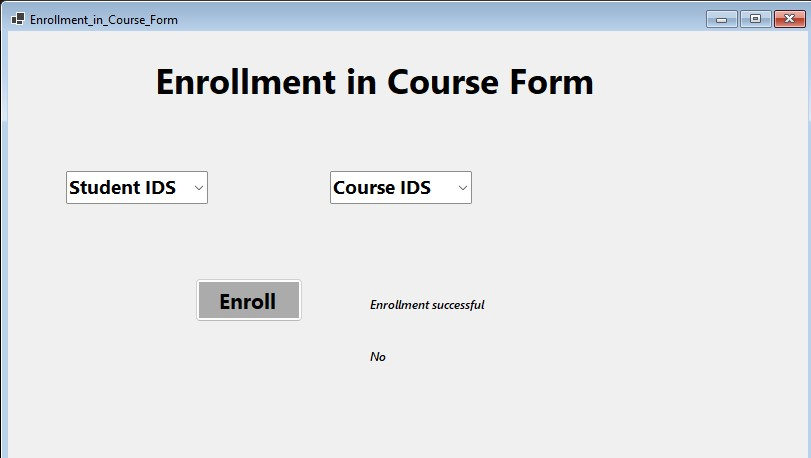 Enrollment_in_Course_Form
Enrollment in Course Form
Student IDS
Course IDS
Enroll
Enrollment successful
No